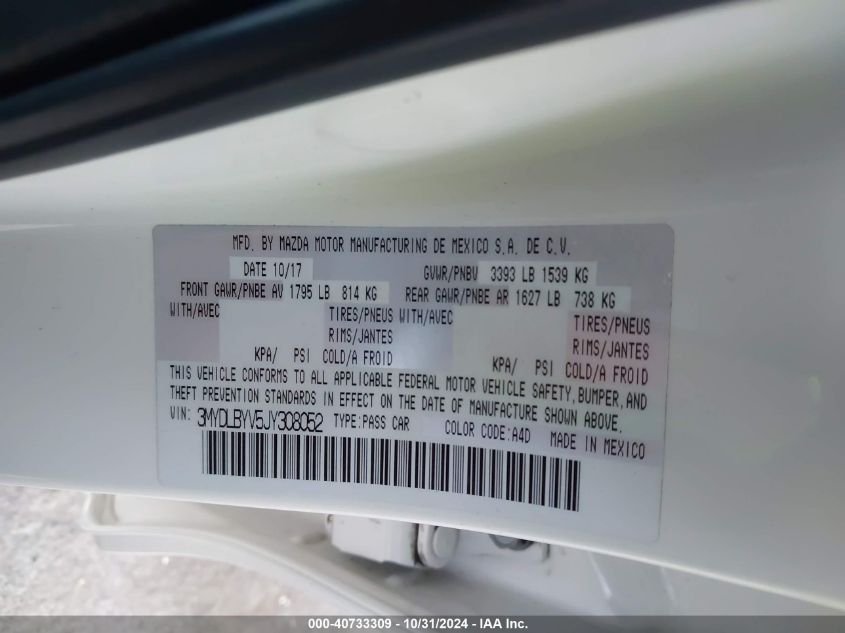 MFD. BY MAZDA MOTOR MANUFACTURING DE MEXICO S.A. DE C.V.
DATE 10/17 GVWR/PNBV 3393 LB 1539 KG
FRONT GAWR/PNBE AV 1795 LB 814 KG REAR GAWR/PNBE AR 1627 LB 738 KG
WITH/AVEC TIRES/PNEUS WITH/AVEC TIRES/PNEUS
RIMS/JANTES RIMS/JANTES
KPA/ PSI COLD/A FROID KPA/ PSI COLD/A FROID
THIS VEHICLE CONFORMS TO ALL APPLICABLE FEDERAL MOTOR VEHICLE SAFETY, BUMPER, AND
THEFT PREVENTION STANDARDS IN EFFECT ON THE DATE OF MANUFACTURE SHOWN ABOVE.
VIN: 3MYDLBYV5JY308052 TYPE:PASS CAR COLOR CODE:A4D MADE IN MEXICO
000-40733309 - 10/31/2024 - IAA Inc.